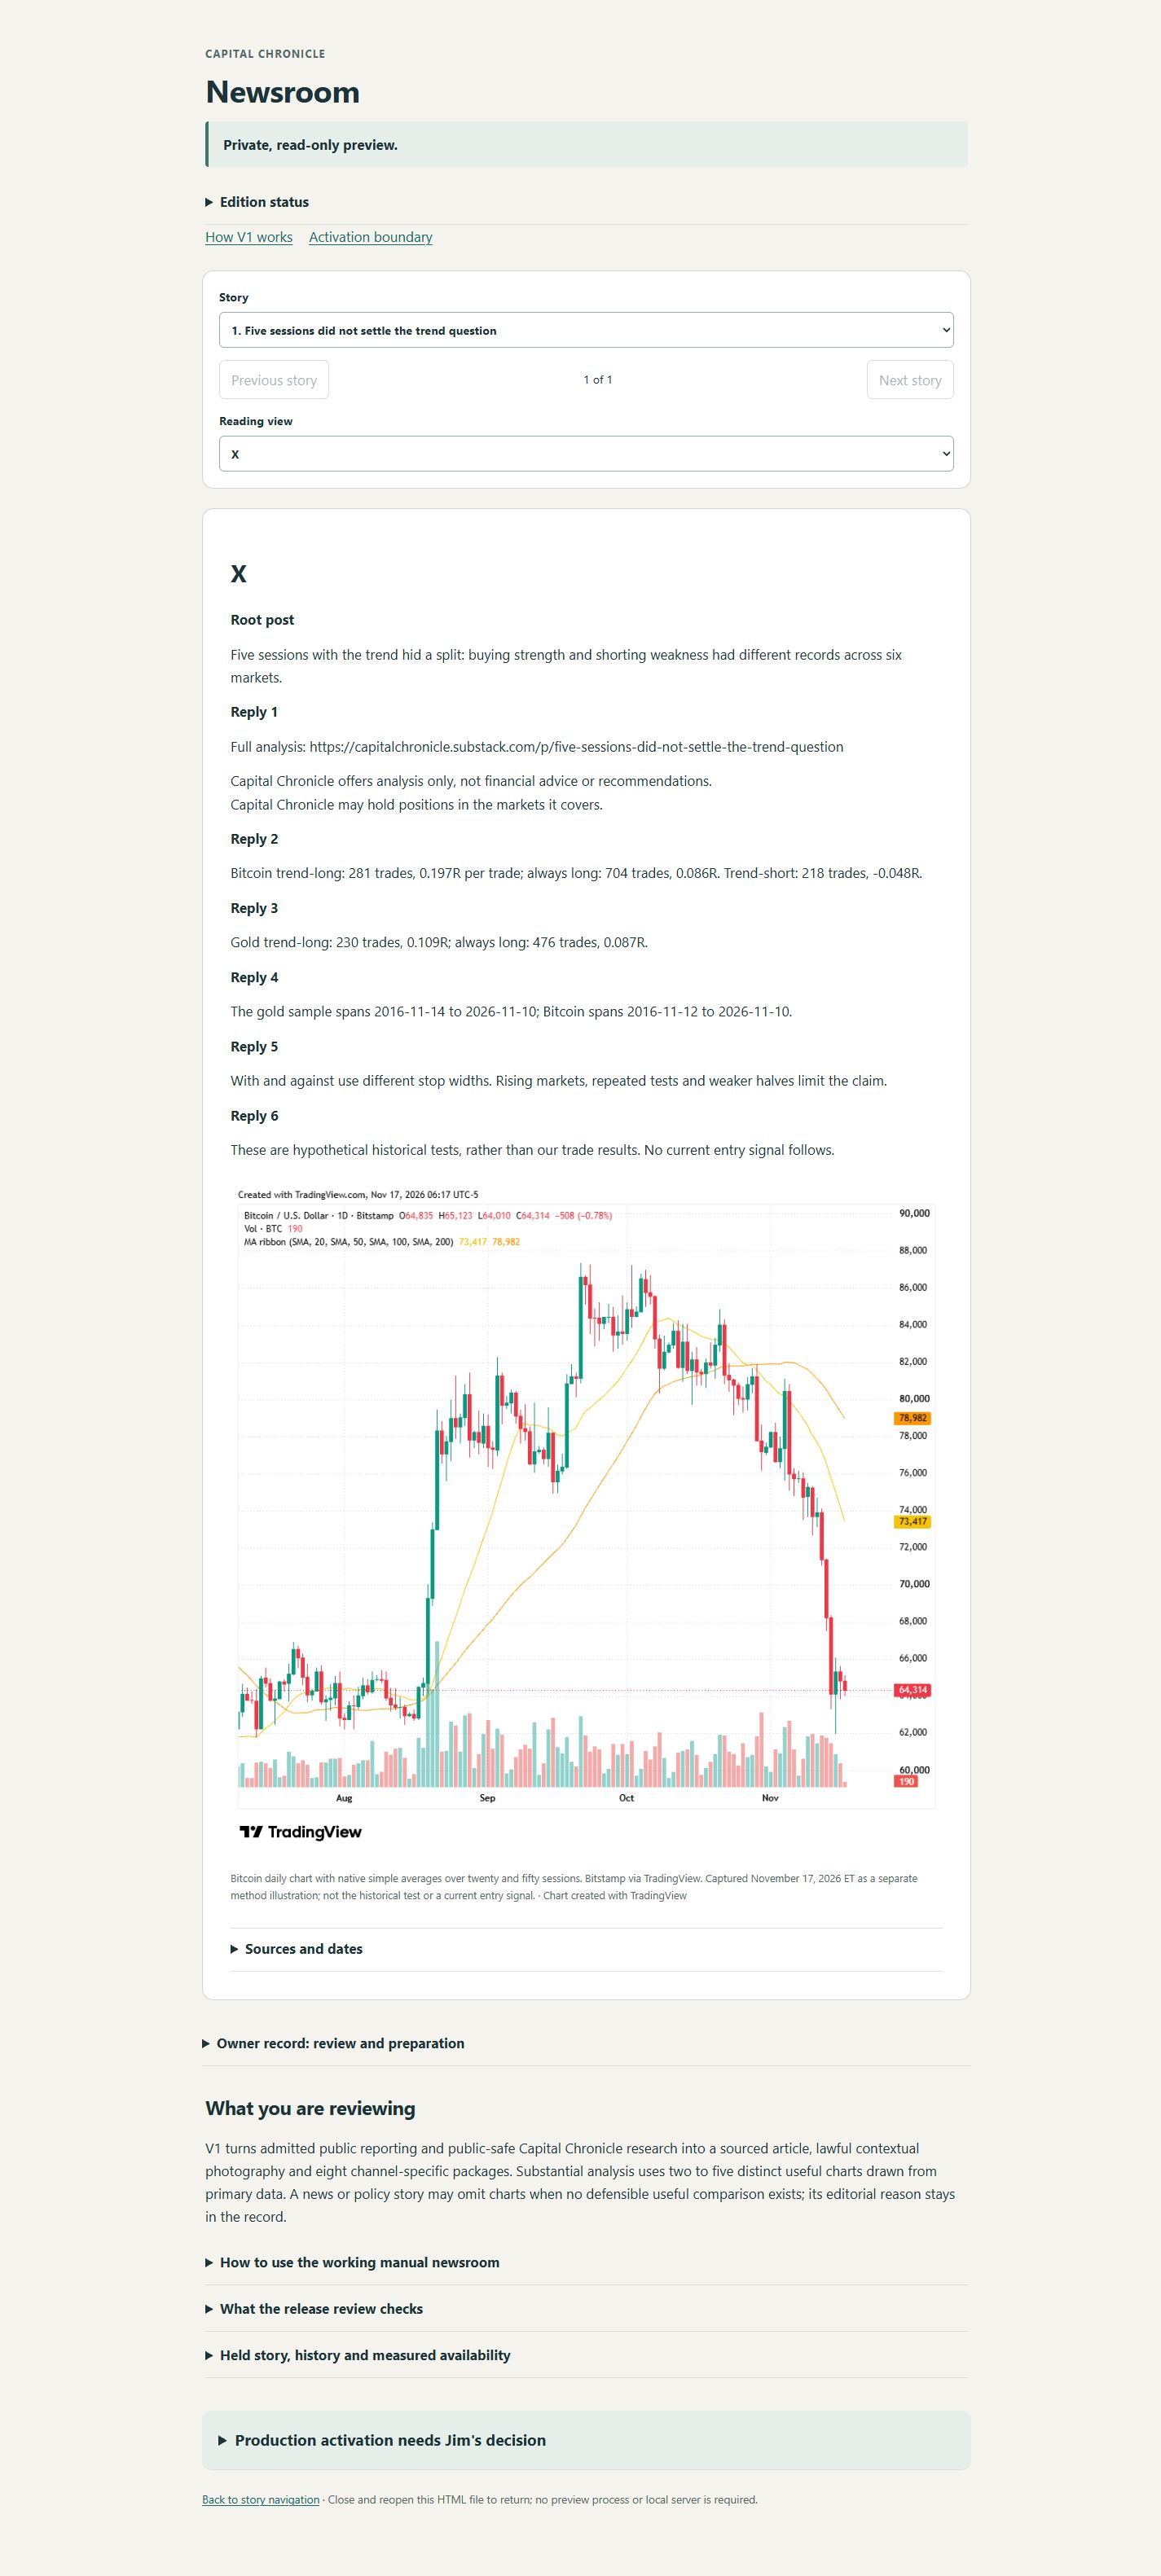 CAPITAL CHRONICLE
Newsroom
Private, read-only preview.
Edition status
How V1 works Activation boundary
Story
1. Five sessions did not settle the trend question
Previous story 1 of 1 Next story
Reading view
X
X
Root post
Five sessions with the trend hid a split: buying strength and shorting weakness had different records across six
markets.
Reply 1
Full analysis: https://capitalchronicle.substack.com/p/five-sessions-did-not-settle-the-trend-question
Capital Chronicle offers analysis only, not financial advice or recommendations.
Capital Chronicle may hold positions in the markets it covers.
Reply 2
Bitcoin trend-long: 281 trades, 0.197R per trade; always long: 704 trades, 0.086R. Trend-short: 218 trades, -0.048R.
Reply 3
Gold trend-long: 230 trades, 0.109R; always long: 476 trades, 0.087R.
Reply 4
The gold sample spans 2016-11-14 to 2026-11-10; Bitcoin spans 2016-11-12 to 2026-11-10.
Reply 5
With and against use different stop widths. Rising markets, repeated tests and weaker halves limit the claim.
Reply 6
These are hypothetical historical tests, rather than our trade results. No current entry signal follows.
Created with TradingView.com, Nov 17, 2026 06:17 UTC-5
Bitcoin / U.S. Dollar · 1D · Bitstamp O64,835 H65,123 L64,010 C64,314 −508 (−0.78%)
Vol · BTC 190
MA ribbon (SMA, 20, SMA, 50, SMA, 100, SMA, 200) 73,417 78,982
90,000
88,000
86,000
84,000
82,000
80,000
78,982
78,000
76,000
74,000
73,417
72,000
70,000
68,000
66,000
64,314
62,000
60,000
190
Aug Sep Oct Nov
TradingView
Bitcoin daily chart with native simple averages over twenty and fifty sessions. Bitstamp via TradingView. Captured November 17, 2026 ET as a separate
method illustration; not the historical test or a current entry signal. · Chart created with TradingView
Sources and dates
Owner record: review and preparation
What you are reviewing
V1 turns admitted public reporting and public-safe Capital Chronicle research into a sourced article, lawful contextual
photography and eight channel-specific packages. Substantial analysis uses two to five distinct useful charts drawn from
primary data. A news or policy story may omit charts when no defensible useful comparison exists; its editorial reason stays
in the record.
How to use the working manual newsroom
What the release review checks
Held story, history and measured availability
Production activation needs Jim's decision
Back to story navigation · Close and reopen this HTML file to return; no preview process or local server is required.